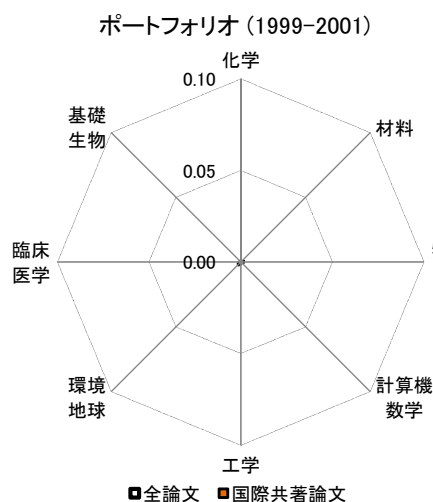 ポートフォリオ (1999-2001)
化学
0.10
基礎
生物
材料
0.05
臨床
医学
0.00
環境
地球
計算機
数学
工学
全論文 国際共著論文